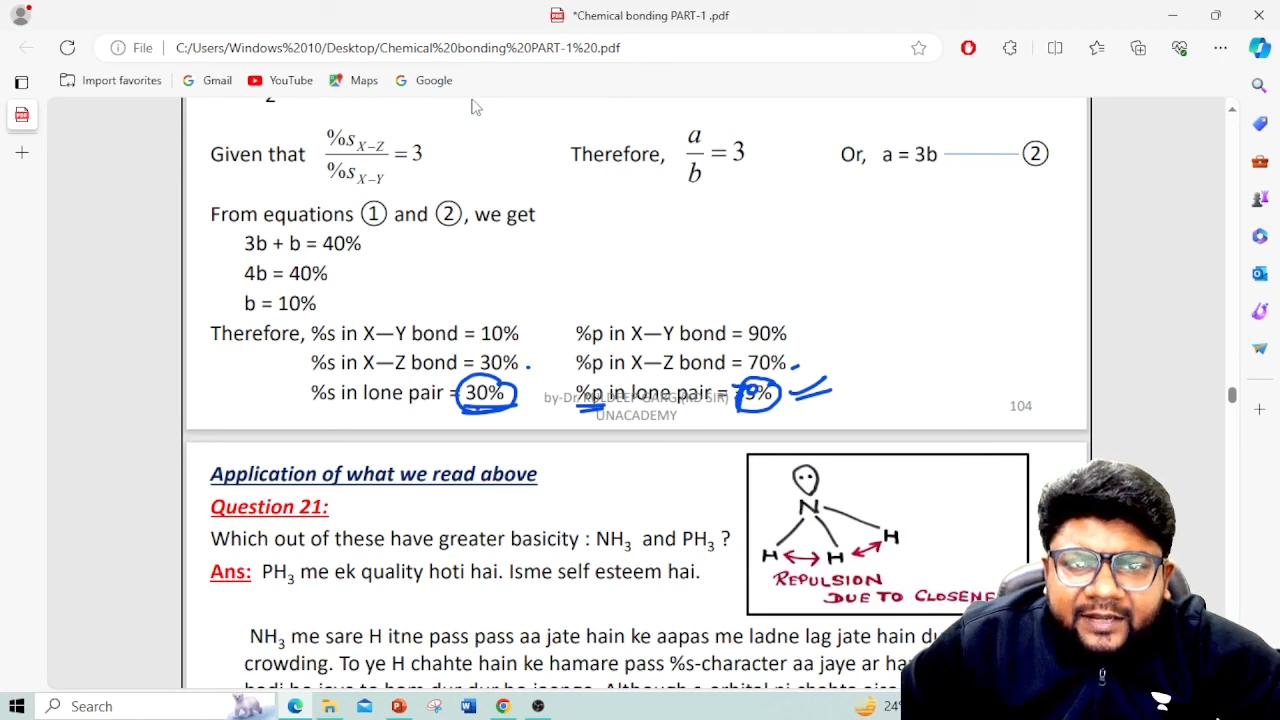 *Chemical bonding PART-1 .pdf
File C:/Users/Windows%2010/Desktop/Chemical%20bonding%20PART-1%20.pdf
Import favorites Gmail YouTube Maps Google
2
Given that %s X–Z / %s X–Y = 3 Therefore, a/b = 3 Or, a = 3b ②
From equations ① and ②, we get
3b + b = 40%
4b = 40%
b = 10%
Therefore, %s in X—Y bond = 10% %p in X—Y bond = 90%
%s in X—Z bond = 30% %p in X—Z bond = 70%
%s in lone pair = 30% %p in lone pair =
UNACADEMY
104
Application of what we read above
Question 21:
Which out of these have greater basicity : NH3 and PH3 ?
Ans: PH3 me ek quality hoti hai. Isme self esteem hai.
N
H H H
REPULSION
DUE TO
NH3 me sare H itne pass pass aa jate hain ke aapas me ladne lag jate hain
crowding. To ye H chahte hain ke hamare pass %s-character aa jaye ar
Search